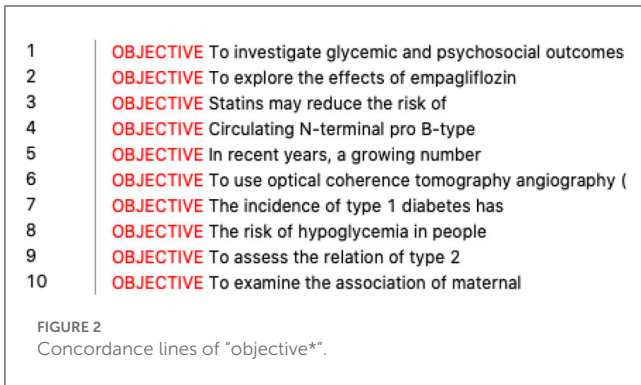 1 OBJECTIVE To investigate glycemic and psychosocial outcomes
2 OBJECTIVE To explore the effects of empagliflozin
3 OBJECTIVE Statins may reduce the risk of
4 OBJECTIVE Circulating N-terminal pro B-type
5 OBJECTIVE In recent years, a growing number
6 OBJECTIVE To use optical coherence tomography angiography (
7 OBJECTIVE The incidence of type 1 diabetes has
8 OBJECTIVE The risk of hypoglycemia in people
9 OBJECTIVE To assess the relation of type 2
10 OBJECTIVE To examine the association of maternal
FIGURE 2
Concordance lines of "objective*".